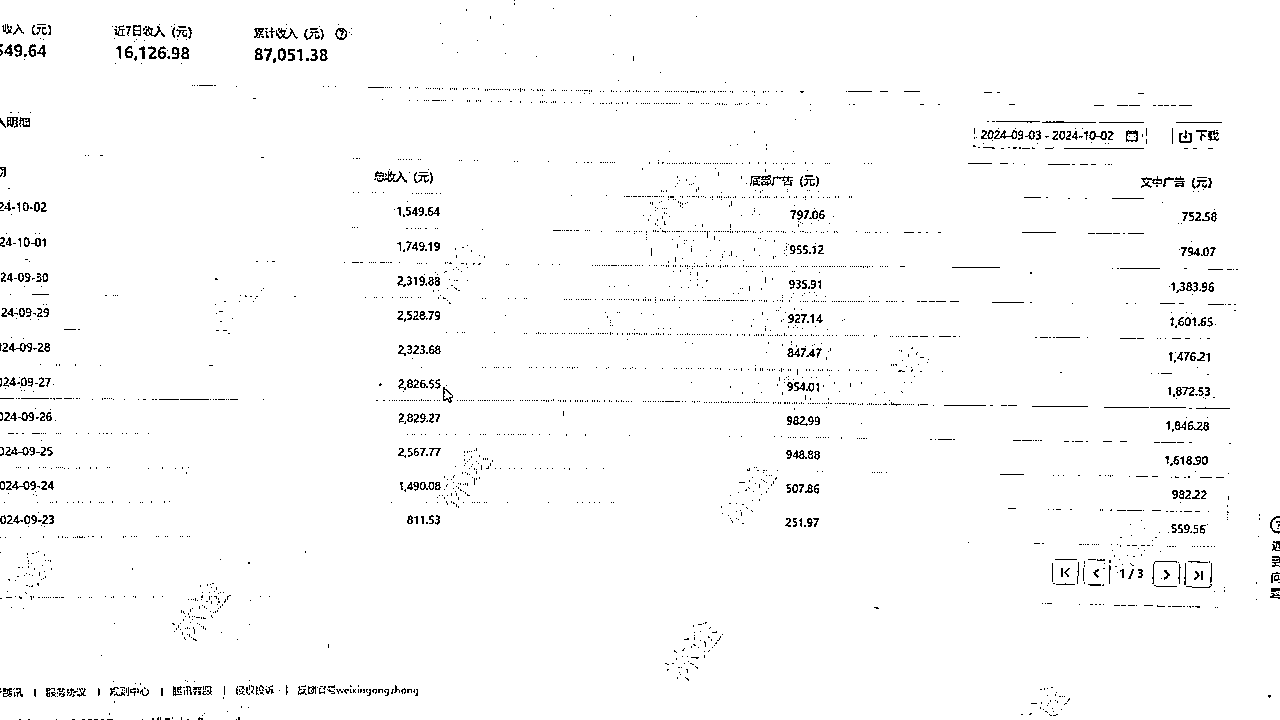 收入（元） 近7日收入（元） 累计收入（元）
549.64 16,126.98 87,051.38
入明细
2024-09-03 - 2024-10-02 下载
总收入（元） 底部广告（元） 文中广告（元）
24-10-02 1,549.64 797.06 752.58
24-10-01 1,749.19 955.12 794.07
24-09-30 2,319.88 935.91 1,383.96
24-09-29 2,528.79 927.14 1,601.65
024-09-28 2,323.68 847.47 1,476.21
024-09-27 2,826.55 954.01 1,872.53
024-09-26 2,829.27 982.99 1,846.28
024-09-25 2,567.77 948.88 1,618.90
024-09-24 1,490.08 507.86 982.22
024-09-23 811.53 251.97 559.56
1 / 3
腾讯 | 服务协议 | 规则中心 | 腾讯客服 | 侵权投诉 | 反馈公号weixingongzhong